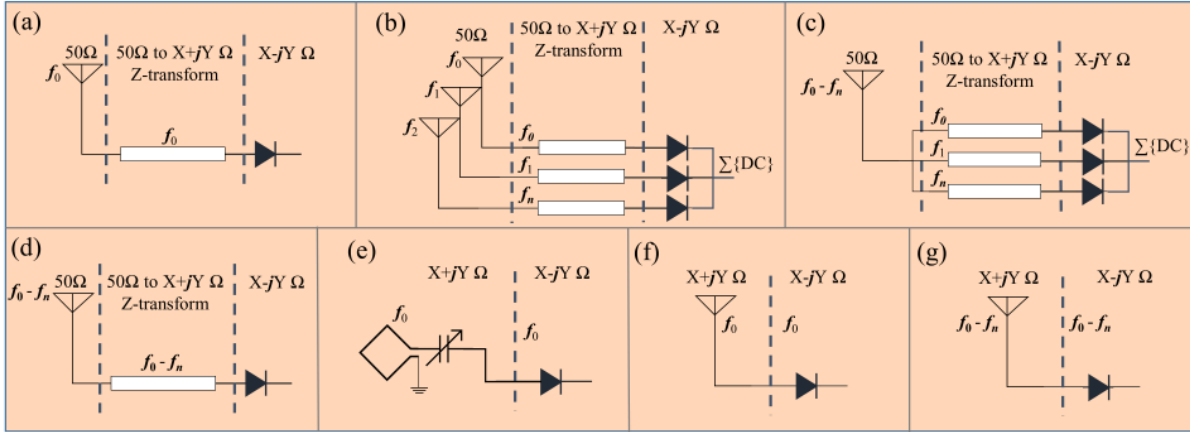 (a)
50Ω
50Ω to X+jY Ω
X-jY Ω
Z-transform
f0
f0
(b)
50Ω
50Ω to X+jY Ω
X-jY Ω
Z-transform
f0
f1
f2
f0
f1
fn
∑{DC}
(c)
50Ω
50Ω to X+jY Ω
X-jY Ω
Z-transform
f0 - fn
f0
f1
fn
∑{DC}
(d)
50Ω
50Ω to X+jY Ω
X-jY Ω
Z-transform
f0 - fn
f0 - fn
(e)
X+jY Ω
X-jY Ω
f0
f0
(f)
X+jY Ω
X-jY Ω
f0
f0
(g)
X+jY Ω
X-jY Ω
f0 - fn
f0 - fn